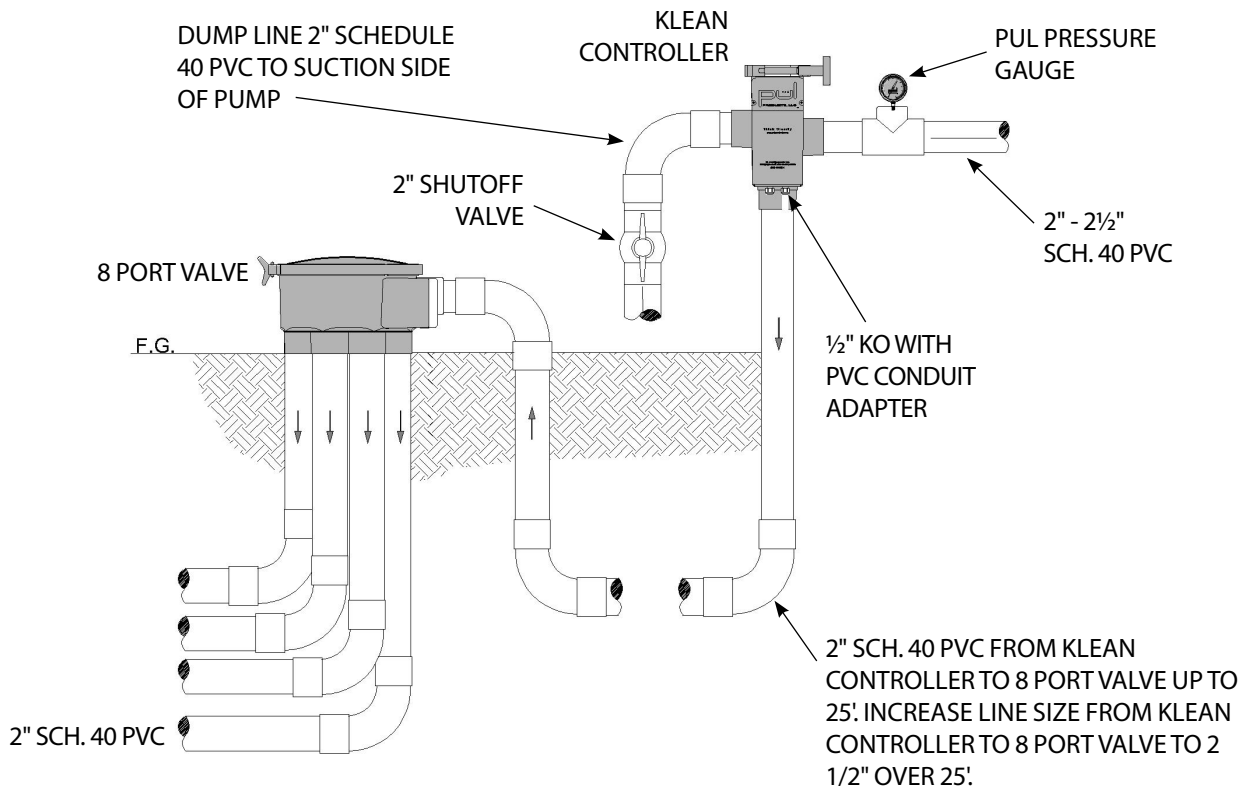 DUMP LINE 2" SCHEDULE
40 PVC TO SUCTION SIDE
OF PUMP
KLEAN
CONTROLLER
PUL PRESSURE
GAUGE
pül
PRODUCTS, LLC
2" SHUTOFF
VALVE
2" - 2½"
SCH. 40 PVC
8 PORT VALVE
F.G.
½" KO WITH
PVC CONDUIT
ADAPTER
2" SCH. 40 PVC
2" SCH. 40 PVC FROM KLEAN
CONTROLLER TO 8 PORT VALVE UP TO
25'. INCREASE LINE SIZE FROM KLEAN
CONTROLLER TO 8 PORT VALVE TO 2
1/2" OVER 25'.